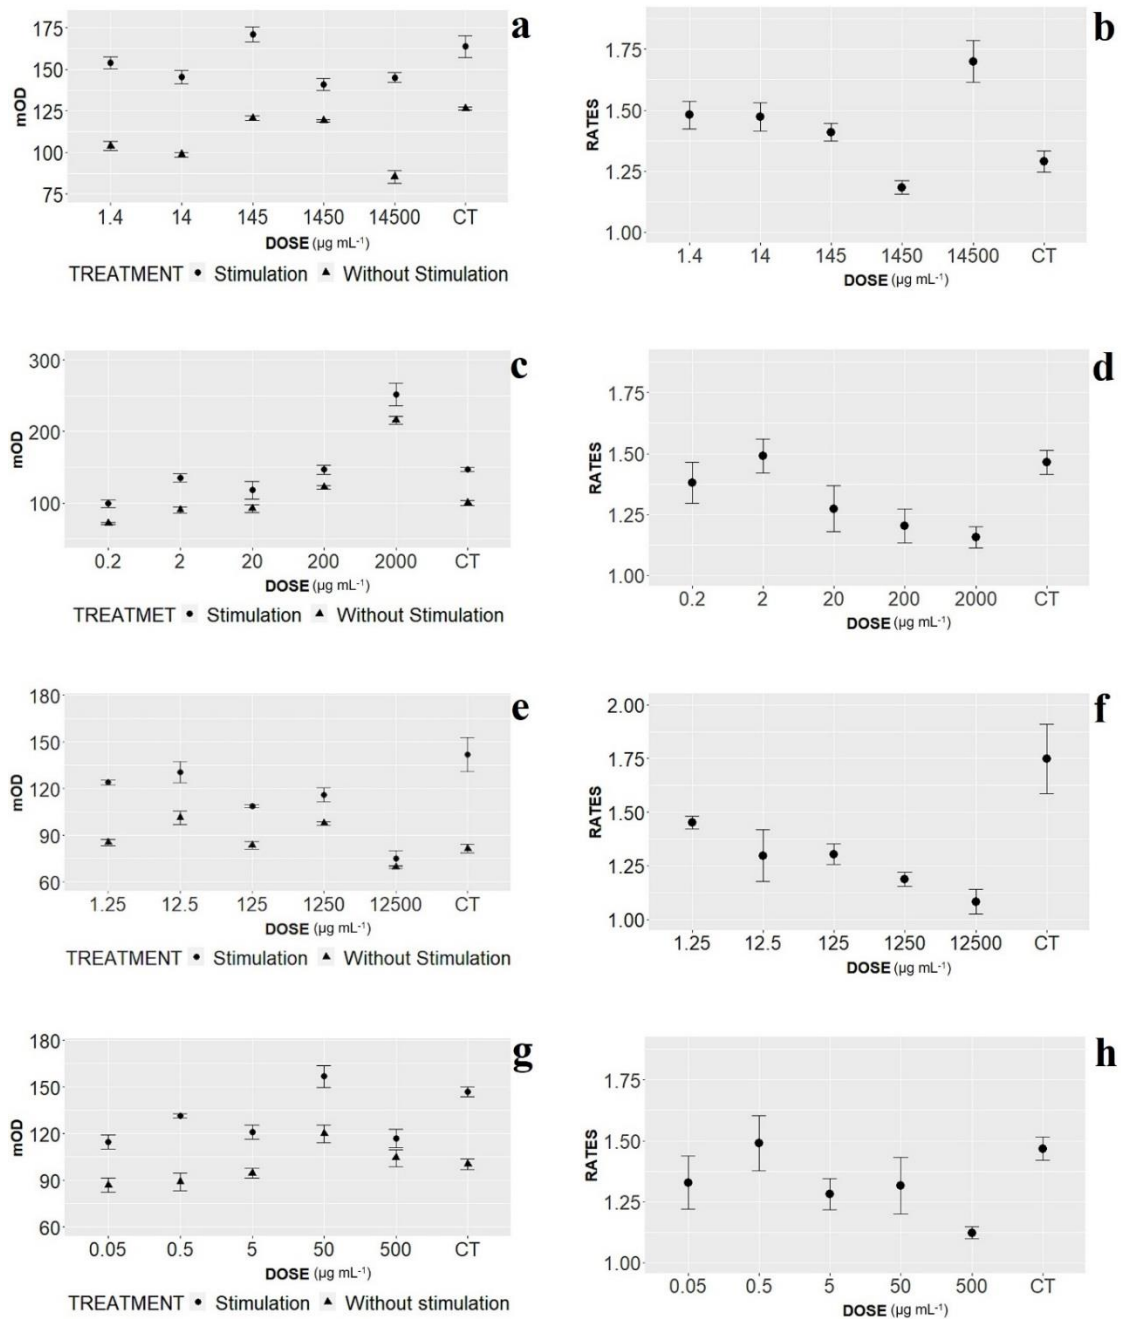 a
175
150
125
100
75
mOD
1.4 14 145 1450 14500 CT
DOSE (µg mL⁻¹)
TREATMENT Stimulation Without Stimulation
b
1.75
1.50
1.25
1.00
RATES
1.4 14 145 1450 14500 CT
DOSE (µg mL⁻¹)
c
300
200
100
mOD
0.2 2 20 200 2000 CT
DOSE (µg mL⁻¹)
TREATMET Stimulation Without Stimulation
d
1.75
1.50
1.25
1.00
RATES
0.2 2 20 200 2000 CT
DOSE (µg mL⁻¹)
e
180
150
120
90
60
mOD
1.25 12.5 125 1250 12500 CT
DOSE (µg mL⁻¹)
TREATMENT Stimulation Without Stimulation
f
2.00
1.75
1.50
1.25
1.00
RATES
1.25 12.5 125 1250 12500 CT
DOSE (µg mL⁻¹)
g
180
150
120
90
60
mOD
0.05 0.5 5 50 500 CT
DOSE (µg mL⁻¹)
TREATMENT Stimulation Without stimulation
h
1.75
1.50
1.25
1.00
RATES
0.05 0.5 5 50 500 CT
DOSE (µg mL⁻¹)